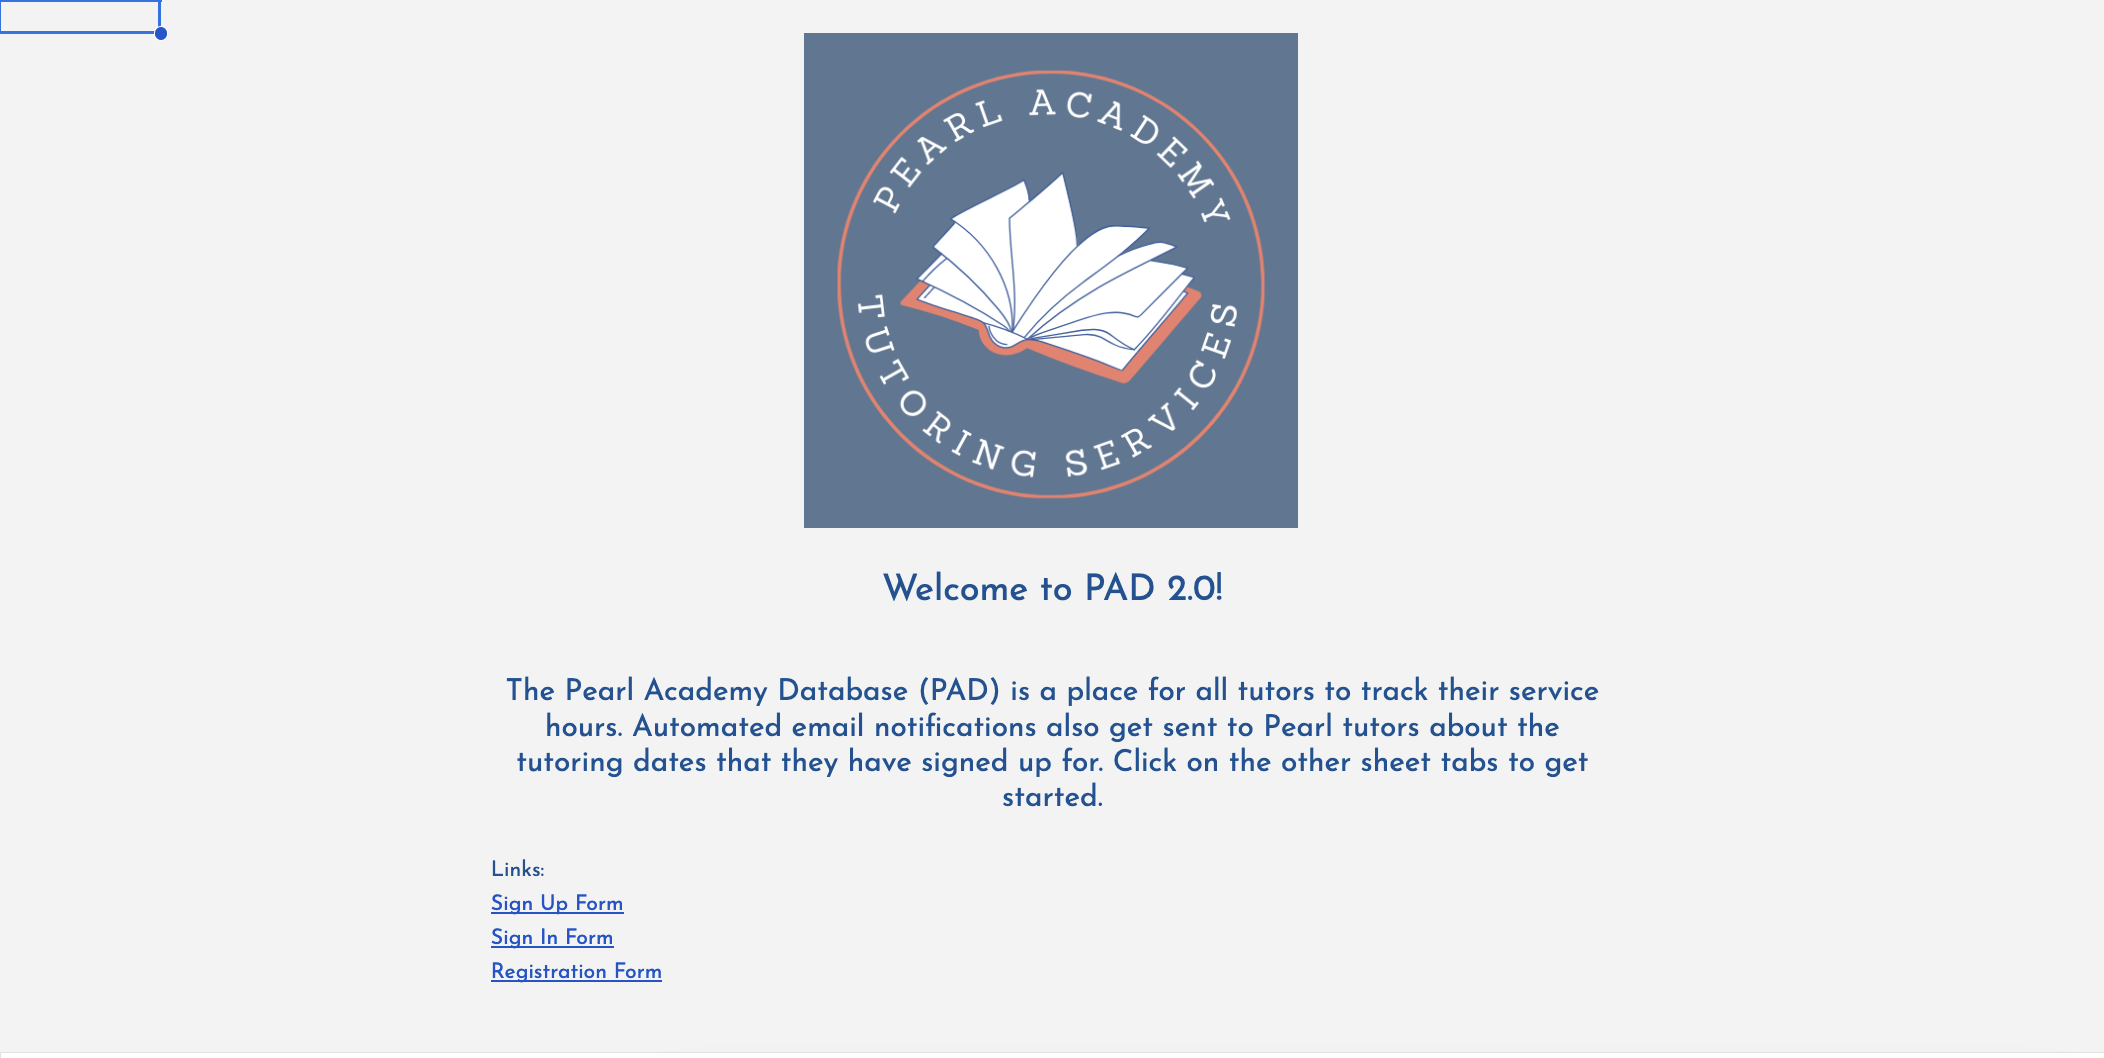 PEARL ACADEMY
TUTORING SERVICES
Welcome to PAD 2.0!
The Pearl Academy Database (PAD) is a place for all tutors to track their service
hours. Automated email notifications also get sent to Pearl tutors about the
tutoring dates that they have signed up for. Click on the other sheet tabs to get
started.
Links:
Sign Up Form
Sign In Form
Registration Form